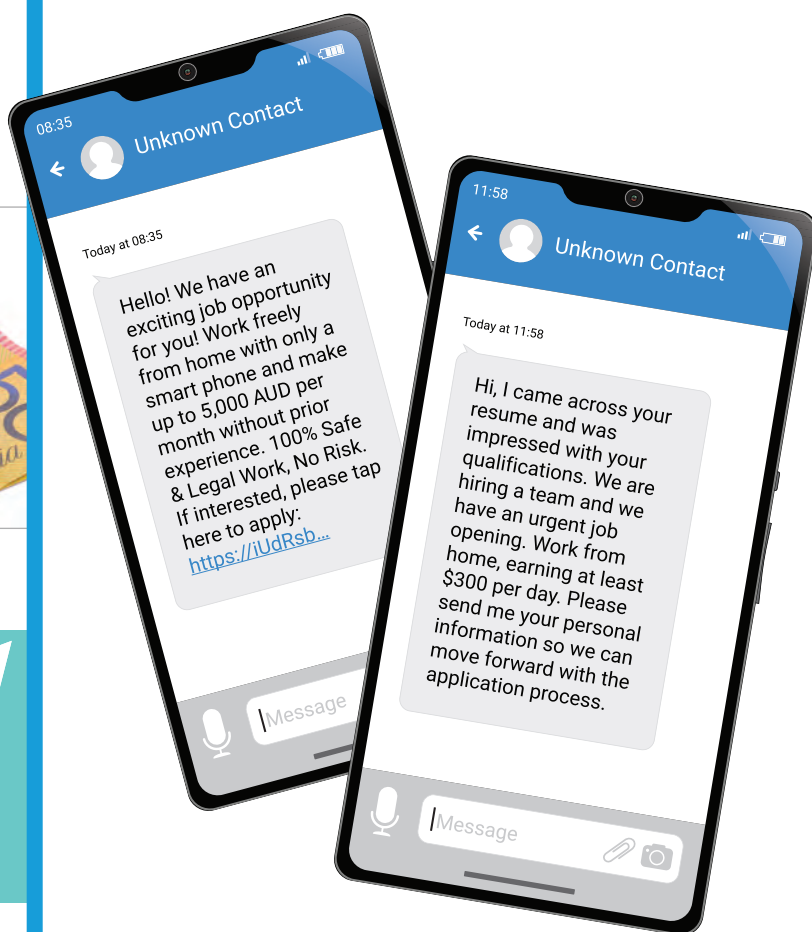 08:35
Unknown Contact
Today at 08:35
Hello! We have an
exciting job opportunity
for you! Work freely
from home with only a
smart phone and make
up to 5,000 AUD per
month without prior
experience. 100% Safe
& Legal Work, No Risk.
If interested, please tap
here to apply:
https://iUdRsb...
Message
11:58
Unknown Contact
Today at 11:58
Hi, I came across your
resume and was
impressed with your
qualifications. We are
hiring a team and we
have an urgent job
opening. Work from
home, earning at least
$300 per day. Please
send me your personal
information so we can
move forward with the
application process.
Message